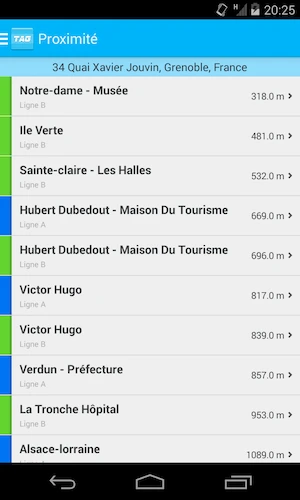 20:25
TAG Proximité
34 Quai Xavier Jouvin, Grenoble, France
Notre-dame - Musée 318.0 m
Ligne B
Ile Verte 481.0 m
Ligne B
Sainte-claire - Les Halles 532.0 m
Ligne B
Hubert Dubedout - Maison Du Tourisme 669.0 m
Ligne A
Hubert Dubedout - Maison Du Tourisme 696.0 m
Ligne B
Victor Hugo 817.0 m
Ligne A
Victor Hugo 839.0 m
Ligne B
Verdun - Préfecture 857.0 m
Ligne A
La Tronche Hôpital 953.0 m
Ligne B
Alsace-lorraine 1089.0 m
Ligne A